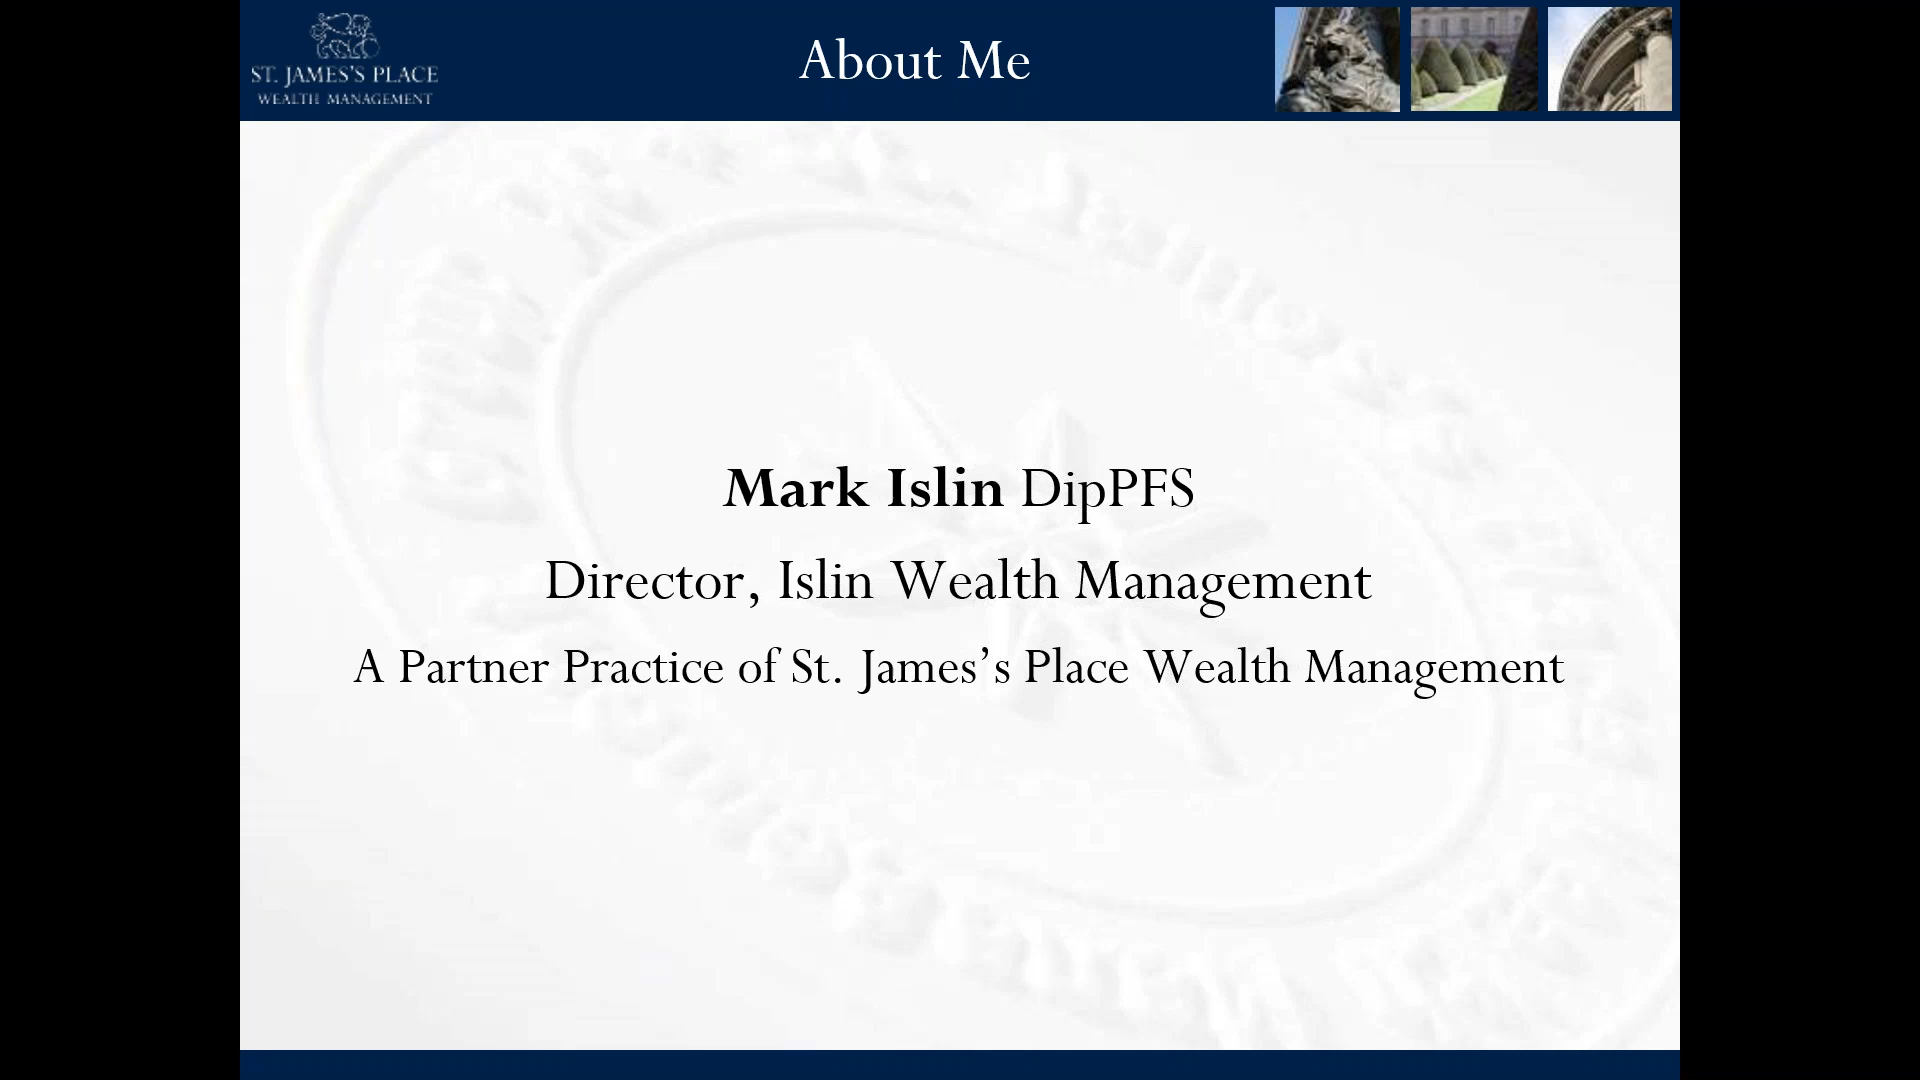 ST. JAMES'S PLACE
WEALTH MANAGEMENT
About Me
Mark Islin DipPFS
Director, Islin Wealth Management
A Partner Practice of St. James’s Place Wealth Management